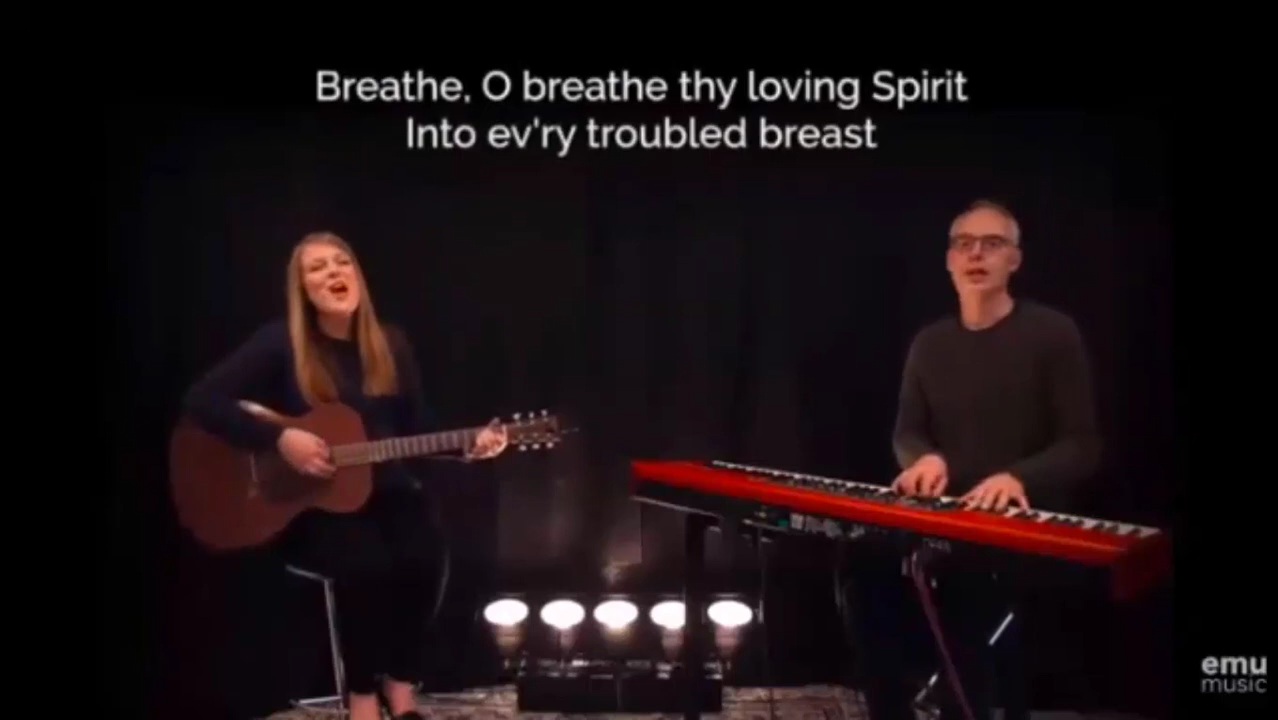 Breathe, O breathe thy loving Spirit
Into ev'ry troubled breast
emu
music